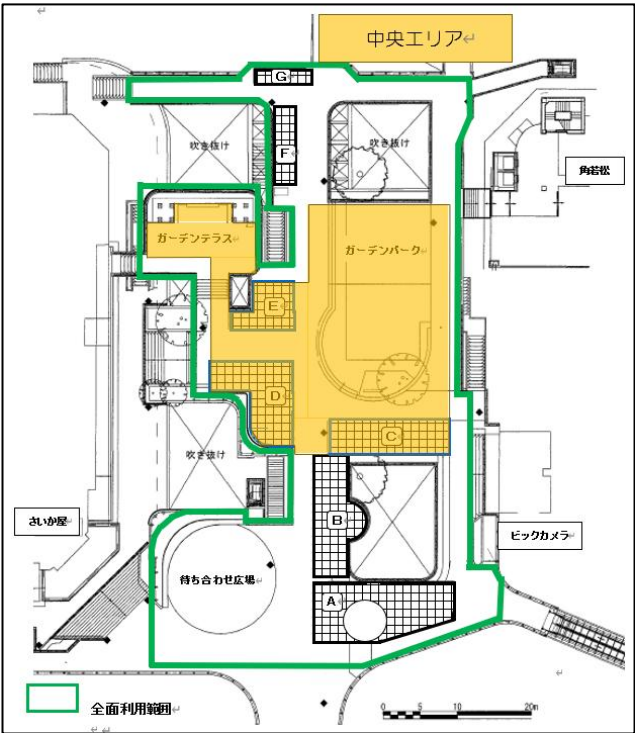 中央エリア
G
吹き抜け
F
吹き抜け
角若松
ガーデンテラス
ガーデンパーク
E
D
C
吹き抜け
B
さいか屋
ビックカメラ
待ち合わせ広場
A
全面利用範囲
0 5 10 20m